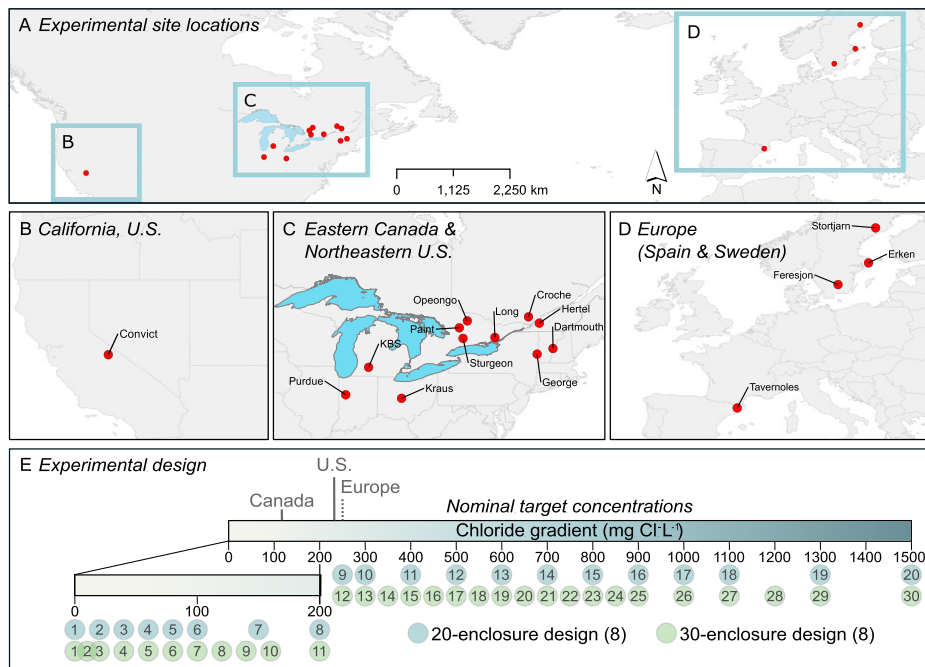 A Experimental site locations
B
C
D
0 1,125 2,250 km
N
B California, U.S.
Convict
C Eastern Canada &
Northeastern U.S.
Opeongo
Croche
Long
Hertel
Paint
Dartmouth
KBS
Sturgeon
Purdue
George
Kraus
D Europe
(Spain & Sweden)
Stortjarn
Erken
Feresjon
Tavernoles
E Experimental design
U.S.
Canada
Europe
Nominal target concentrations
Chloride gradient (mg Cl⁻L⁻¹)
0 100 200 300 400 500 600 700 800 900 1000 1100 1200 1300 1400 1500
9 10 11 12 13 14 15 16 17 18 19 20
12 13 14 15 16 17 18 19 20 21 22 23 24 25 26 27 28 29 30
0 100 200
1 2 3 4 5 6 7 8
1 2 3 4 5 6 7 8 9 10 11
20-enclosure design (8)
30-enclosure design (8)